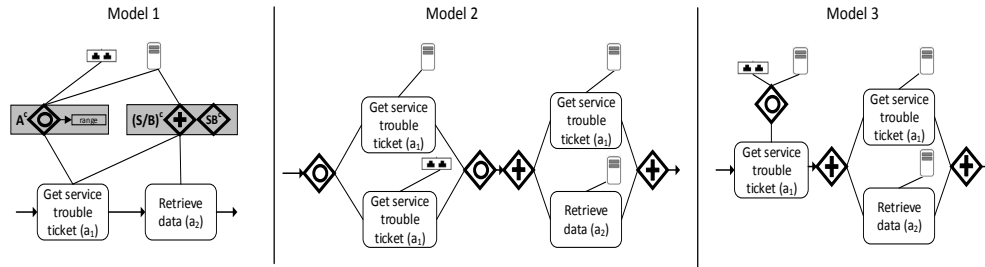 Model 1
A^c
range
(S/B)^c
SB^c
Get service
trouble
ticket (a₁)
Retrieve
data (a₂)
Model 2
Get service
trouble
ticket (a₁)
Get service
trouble
ticket (a₁)
Get service
trouble
ticket (a₁)
Retrieve
data (a₂)
Model 3
Get service
trouble
ticket (a₁)
Get service
trouble
ticket (a₁)
Retrieve
data (a₂)